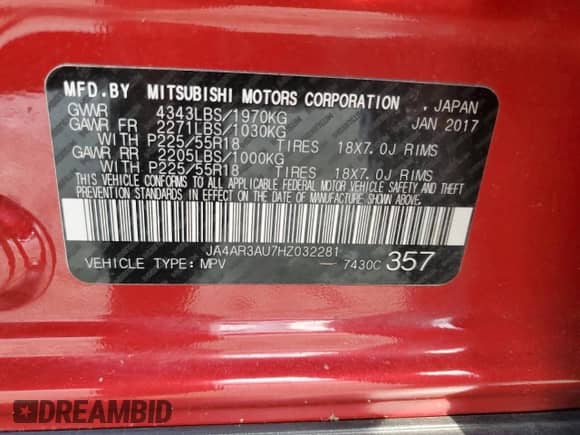 MFD.BY MITSUBISHI MOTORS CORPORATION . JAPAN
GVWR 4343LBS/1970KG JAN 2017
GAWR FR 2271LBS/1030KG
WITH P225/55R18 TIRES 18X7.0J RIMS
GAWR RR 2205LBS/1000KG
WITH P225/55R18 TIRES 18X7.0J RIMS
THIS VEHICLE CONFORMS TO ALL APPLICABLE FEDERAL MOTOR VEHICLE SAFETY AND THEFT
PREVENTION STANDARDS IN EFFECT ON THE DATE OF MANUFACTURE SHOWN ABOVE.
JA4AR3AU7HZ032281
VEHICLE TYPE:MPV — 7430C 357
DREAMBID